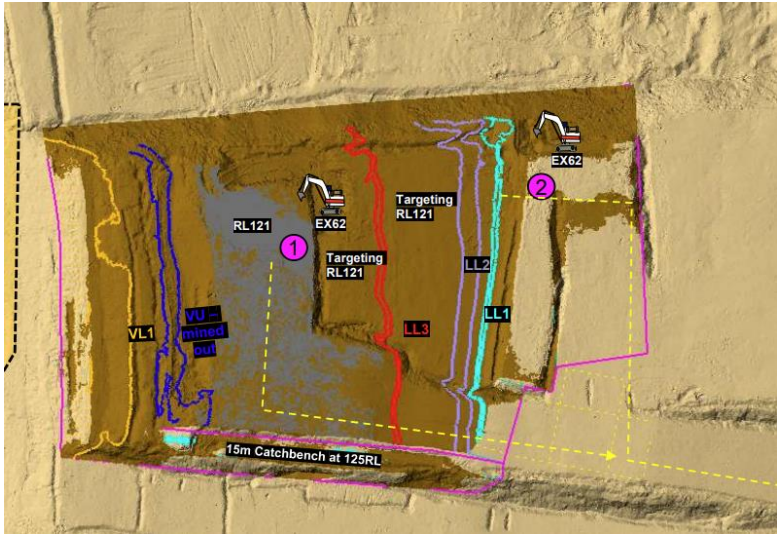 EX62
2
Targeting
RL121
RL121
EX62
1
Targeting
RL121
LL2
LL1
VU –
mined
out
VL1
LL3
15m Catchbench at 125RL